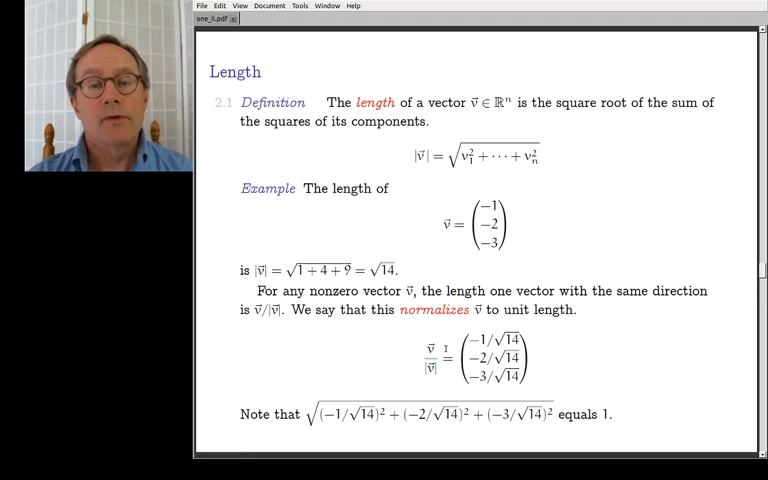 File Edit View Document Tools Window Help
one_ii.pdf
Length
2.1 Definition The length of a vector v⃗ ∈ ℝⁿ is the square root of the sum of
the squares of its components.
|v⃗| = √(v₁² + ⋯ + vₙ²)
Example The length of
v⃗ = (−1 −2 −3)
is |v⃗| = √(1 + 4 + 9) = √14.
For any nonzero vector v⃗, the length one vector with the same direction
is v⃗/|v⃗|. We say that this normalizes v⃗ to unit length.
v⃗/|v⃗| = (−1/√14 −2/√14 −3/√14)
Note that √((−1/√14)² + (−2/√14)² + (−3/√14)²) equals 1.